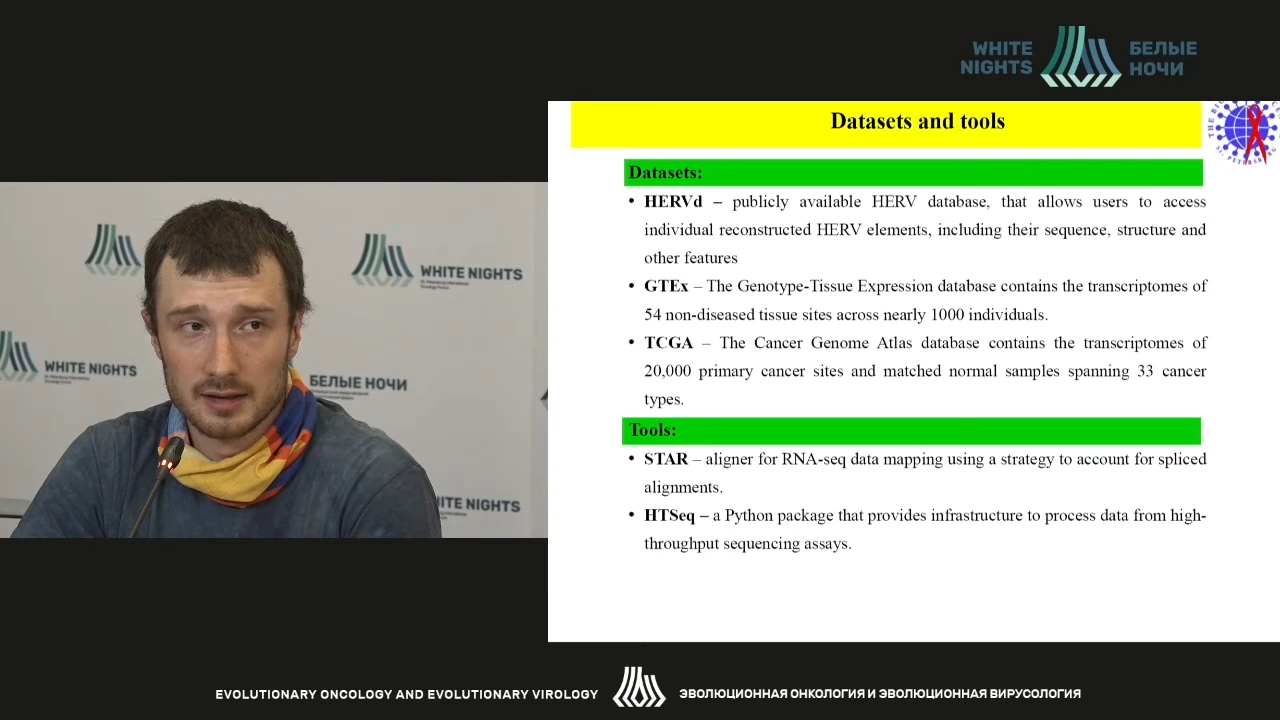 WHITE
NIGHTS
БЕЛЫЕ
НОЧИ
Datasets and tools
Datasets:
• HERVd – publicly available HERV database, that allows users to access
individual reconstructed HERV elements, including their sequence, structure and
other features
• GTEx – The Genotype-Tissue Expression database contains the transcriptomes of
54 non-diseased tissue sites across nearly 1000 individuals.
• TCGA – The Cancer Genome Atlas database contains the transcriptomes of
20,000 primary cancer sites and matched normal samples spanning 33 cancer
types.
Tools:
• STAR – aligner for RNA-seq data mapping using a strategy to account for spliced
alignments.
• HTSeq – a Python package that provides infrastructure to process data from high-
throughput sequencing assays.
WHITE NIGHTS
WHITE NIGHTS
БЕЛЫЕ НОЧИ
NIGHTS
EVOLUTIONARY ONCOLOGY AND EVOLUTIONARY VIROLOGY
ЭВОЛЮЦИОННАЯ ОНКОЛОГИЯ И ЭВОЛЮЦИОННАЯ ВИРУСОЛОГИЯ